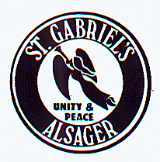 ST. GABRIEL'S
UNITY &
PEACE
ALSAGER